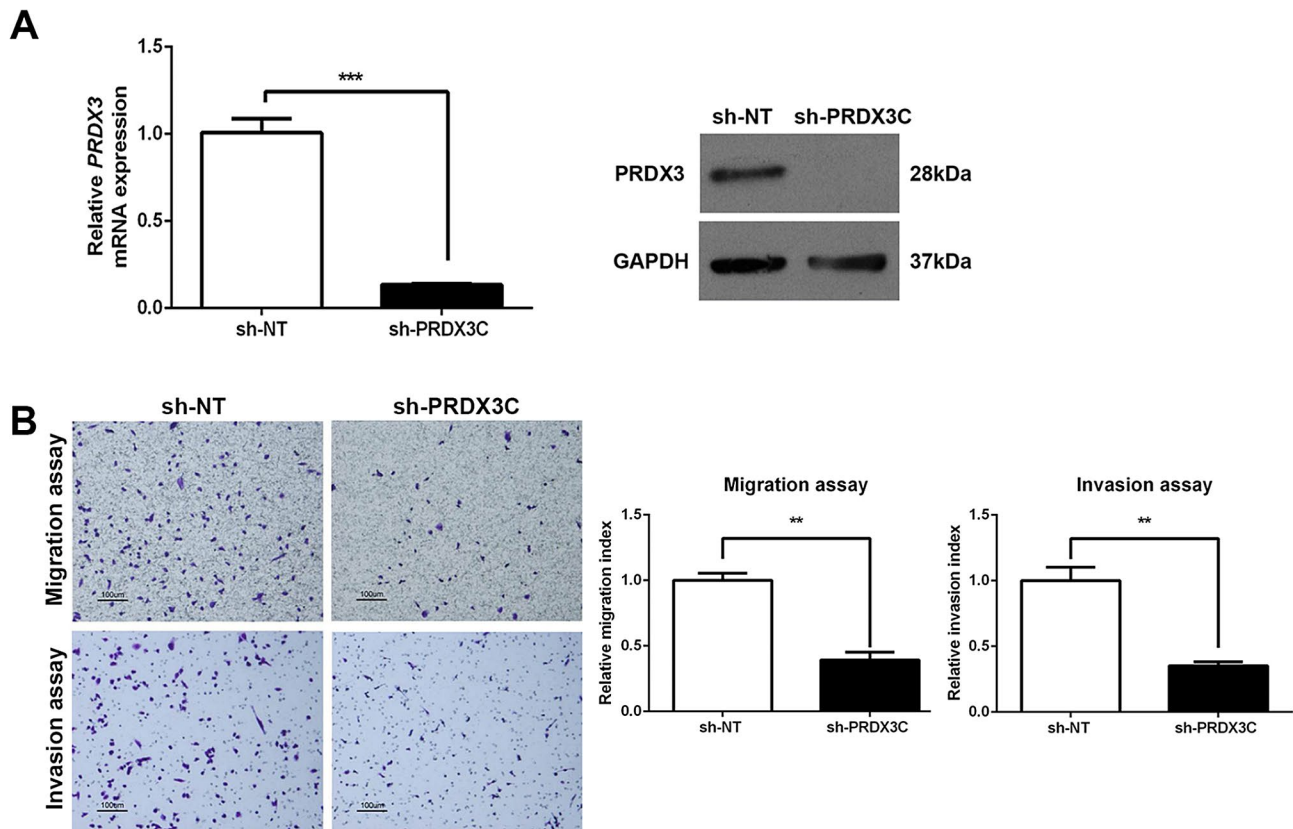 A
Relative PRDX3
mRNA expression
1.5
1.0
0.5
0.0
***
sh-NT
sh-PRDX3C
sh-NT sh-PRDX3C
PRDX3
28kDa
GAPDH
37kDa
B
sh-NT
sh-PRDX3C
Migration assay
100um
100um
Invasion assay
100um
100um
Migration assay
Relative migration index
1.5
1.0
0.5
0.0
**
sh-NT
sh-PRDX3C
Invasion assay
Relative invasion index
1.5
1.0
0.5
0.0
**
sh-NT
sh-PRDX3C